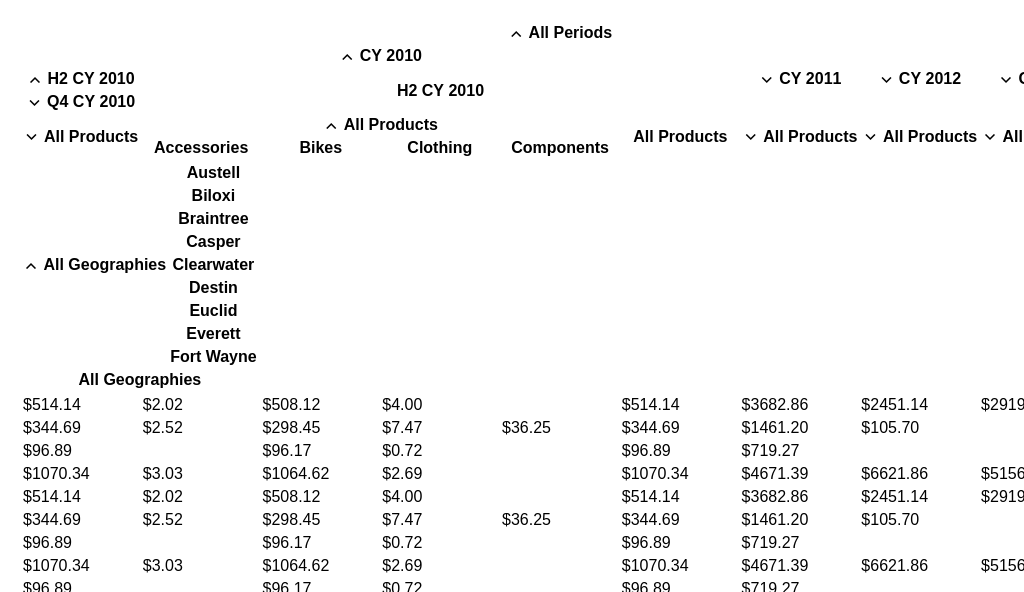 All Periods
CY 2010
H2 CY 2010 CY 2011 CY 2012
H2 CY 2010
Q4 CY 2010
All Products
All Products All Products All Products All Products All
Accessories Bikes Clothing Components
Austell
Biloxi
Braintree
Casper
All Geographies Clearwater
Destin
Euclid
Everett
Fort Wayne
All Geographies
$514.14 $2.02 $508.12 $4.00 $514.14 $3682.86 $2451.14 $2919
$344.69 $2.52 $298.45 $7.47 $36.25 $344.69 $1461.20 $105.70
$96.89 $96.17 $0.72 $96.89 $719.27
$1070.34 $3.03 $1064.62 $2.69 $1070.34 $4671.39 $6621.86 $5156
$514.14 $2.02 $508.12 $4.00 $514.14 $3682.86 $2451.14 $2919
$344.69 $2.52 $298.45 $7.47 $36.25 $344.69 $1461.20 $105.70
$96.89 $96.17 $0.72 $96.89 $719.27
$1070.34 $3.03 $1064.62 $2.69 $1070.34 $4671.39 $6621.86 $5156
$96.89 $96.17 $0.72 $96.89 $719.27